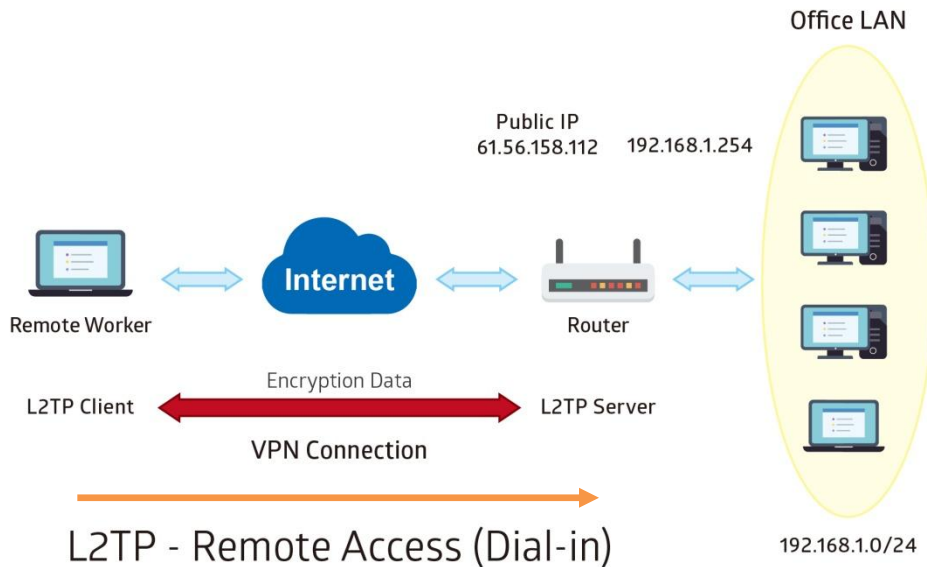 Office LAN
Public IP
61.56.158.112
192.168.1.254
Internet
Remote Worker
Router
Encryption Data
L2TP Client
L2TP Server
VPN Connection
L2TP - Remote Access (Dial-in)
192.168.1.0/24